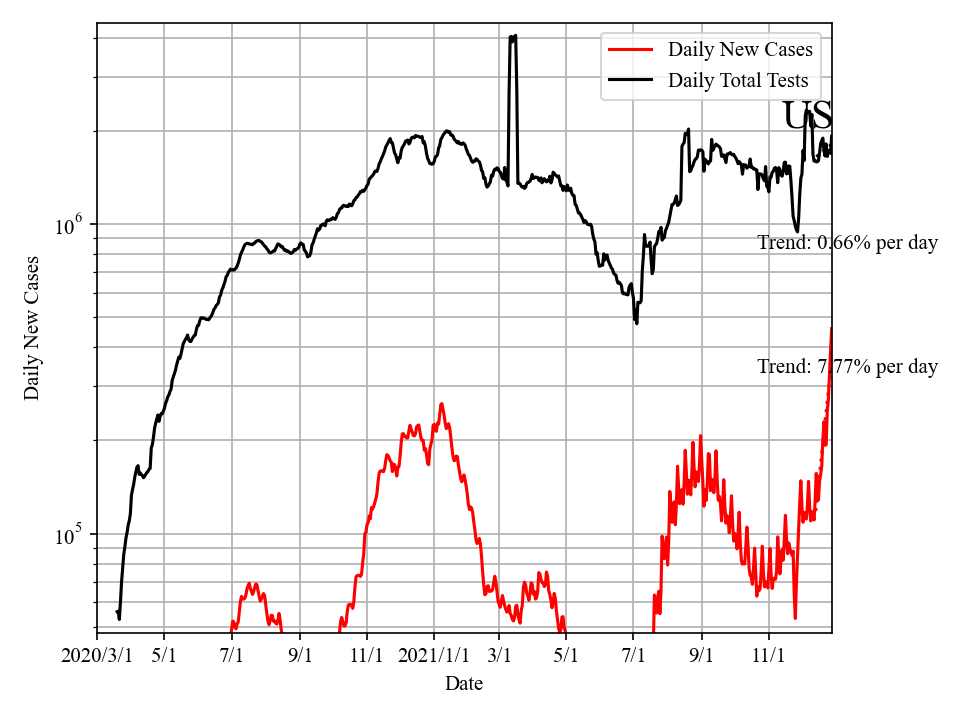 Daily New Cases
Daily Total Tests
US
10^6
Trend: 0.66% per day
Daily New Cases
Trend: 7.77% per day
10^5
2020/3/1 5/1 7/1 9/1 11/1 2021/1/1 3/1 5/1 7/1 9/1 11/1
Date